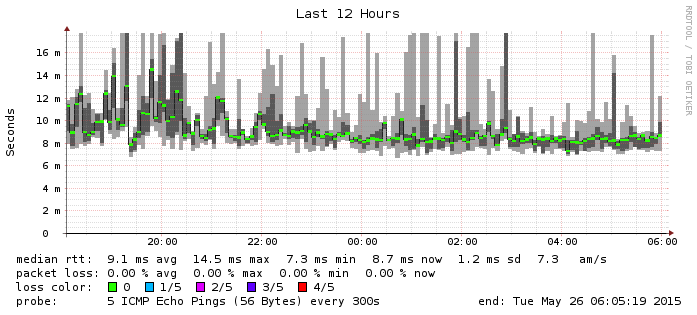 Last 12 Hours
RRDTOOL / TOBI OETIKER
Seconds
16 m
14 m
12 m
10 m
8 m
6 m
4 m
2 m
0
20:00 22:00 00:00 02:00 04:00 06:00
median rtt: 9.1 ms avg 14.5 ms max 7.3 ms min 8.7 ms now 1.2 ms sd 7.3 am/s
packet loss: 0.00 % avg 0.00 % max 0.00 % min 0.00 % now
loss color: 0 1/5 2/5 3/5 4/5
probe: 5 ICMP Echo Pings (56 Bytes) every 300s end: Tue May 26 06:05:19 2015